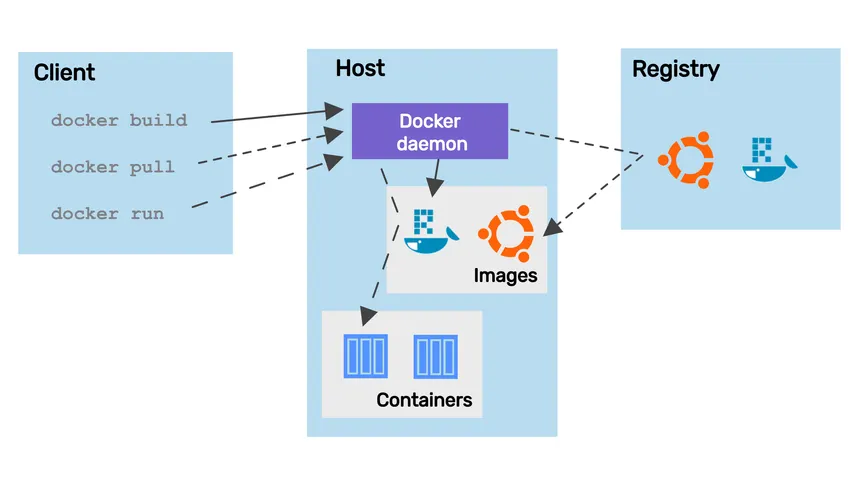 Client
docker build
docker pull
docker run
Host
Docker
daemon
Images
Containers
Registry